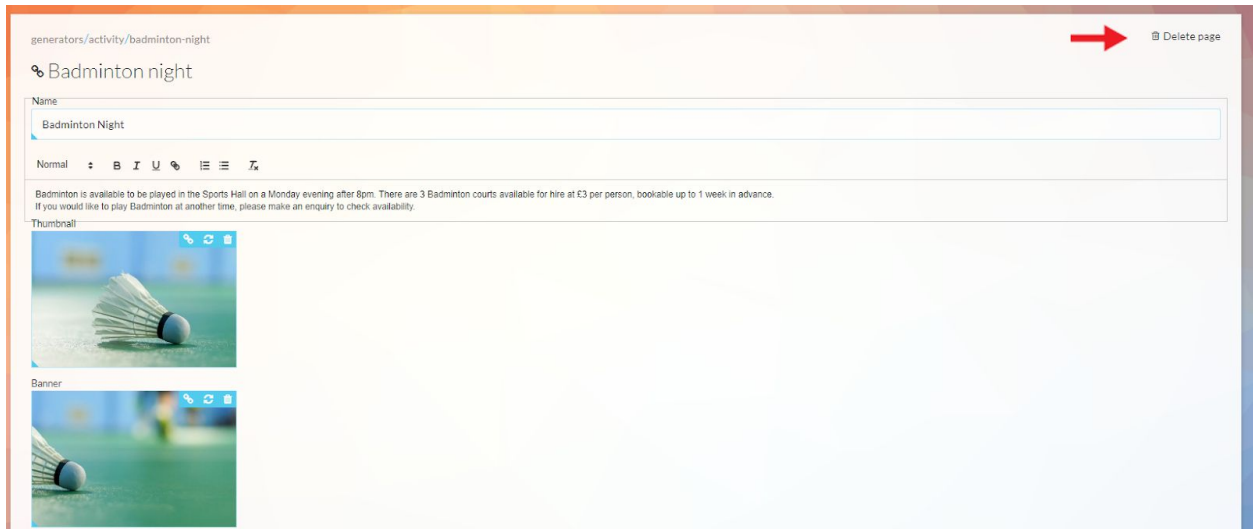 generators/activity/badminton-night
Delete page
Badminton night
Name
Badminton Night
Normal B I U Tx
Badminton is available to be played in the Sports Hall on a Monday evening after 8pm. There are 3 Badminton courts available for hire at £3 per person, bookable up to 1 week in advance.
If you would like to play Badminton at another time, please make an enquiry to check availability.
Thumbnail
Banner